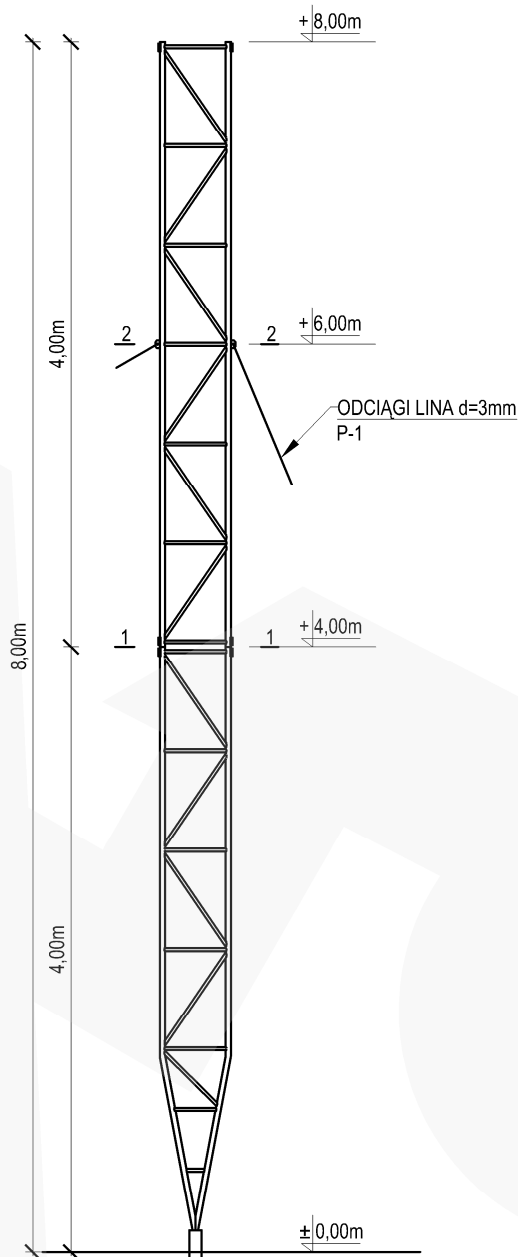 + 8,00m
4,00m
2
2
+ 6,00m
ODCIĄGI LINA d=3mm
P-1
8,00m
1
1
+ 4,00m
4,00m
± 0,00m